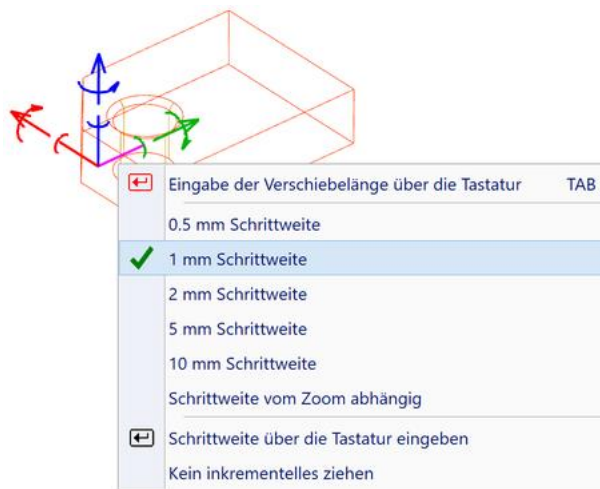 Eingabe der Verschiebelänge über die Tastatur TAB
0.5 mm Schrittweite
1 mm Schrittweite
2 mm Schrittweite
5 mm Schrittweite
10 mm Schrittweite
Schrittweite vom Zoom abhängig
Schrittweite über die Tastatur eingeben
Kein inkrementelles ziehen